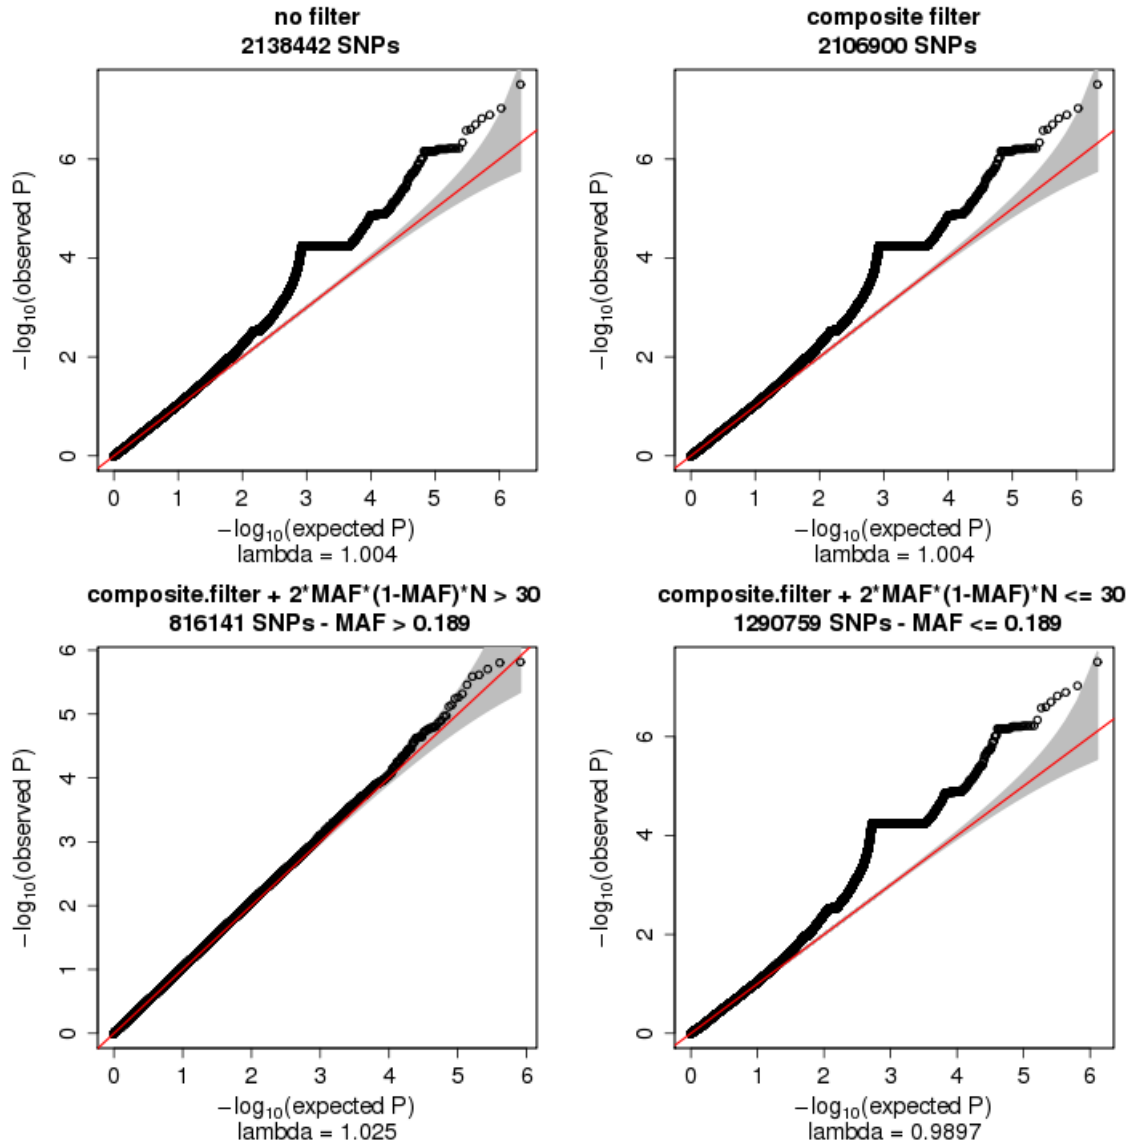 no filter
2138442 SNPs
6
4
2
0
−log10(observed P)
0 1 2 3 4 5 6
−log10(expected P)
lambda = 1.004
composite filter
2106900 SNPs
6
4
2
0
−log10(observed P)
0 1 2 3 4 5 6
−log10(expected P)
lambda = 1.004
composite.filter + 2*MAF*(1-MAF)*N > 30
816141 SNPs - MAF > 0.189
6
5
4
3
2
1
0
−log10(observed P)
0 1 2 3 4 5 6
−log10(expected P)
lambda = 1.025
composite.filter + 2*MAF*(1-MAF)*N <= 30
1290759 SNPs - MAF <= 0.189
6
4
2
0
−log10(observed P)
0 1 2 3 4 5 6
−log10(expected P)
lambda = 0.9897